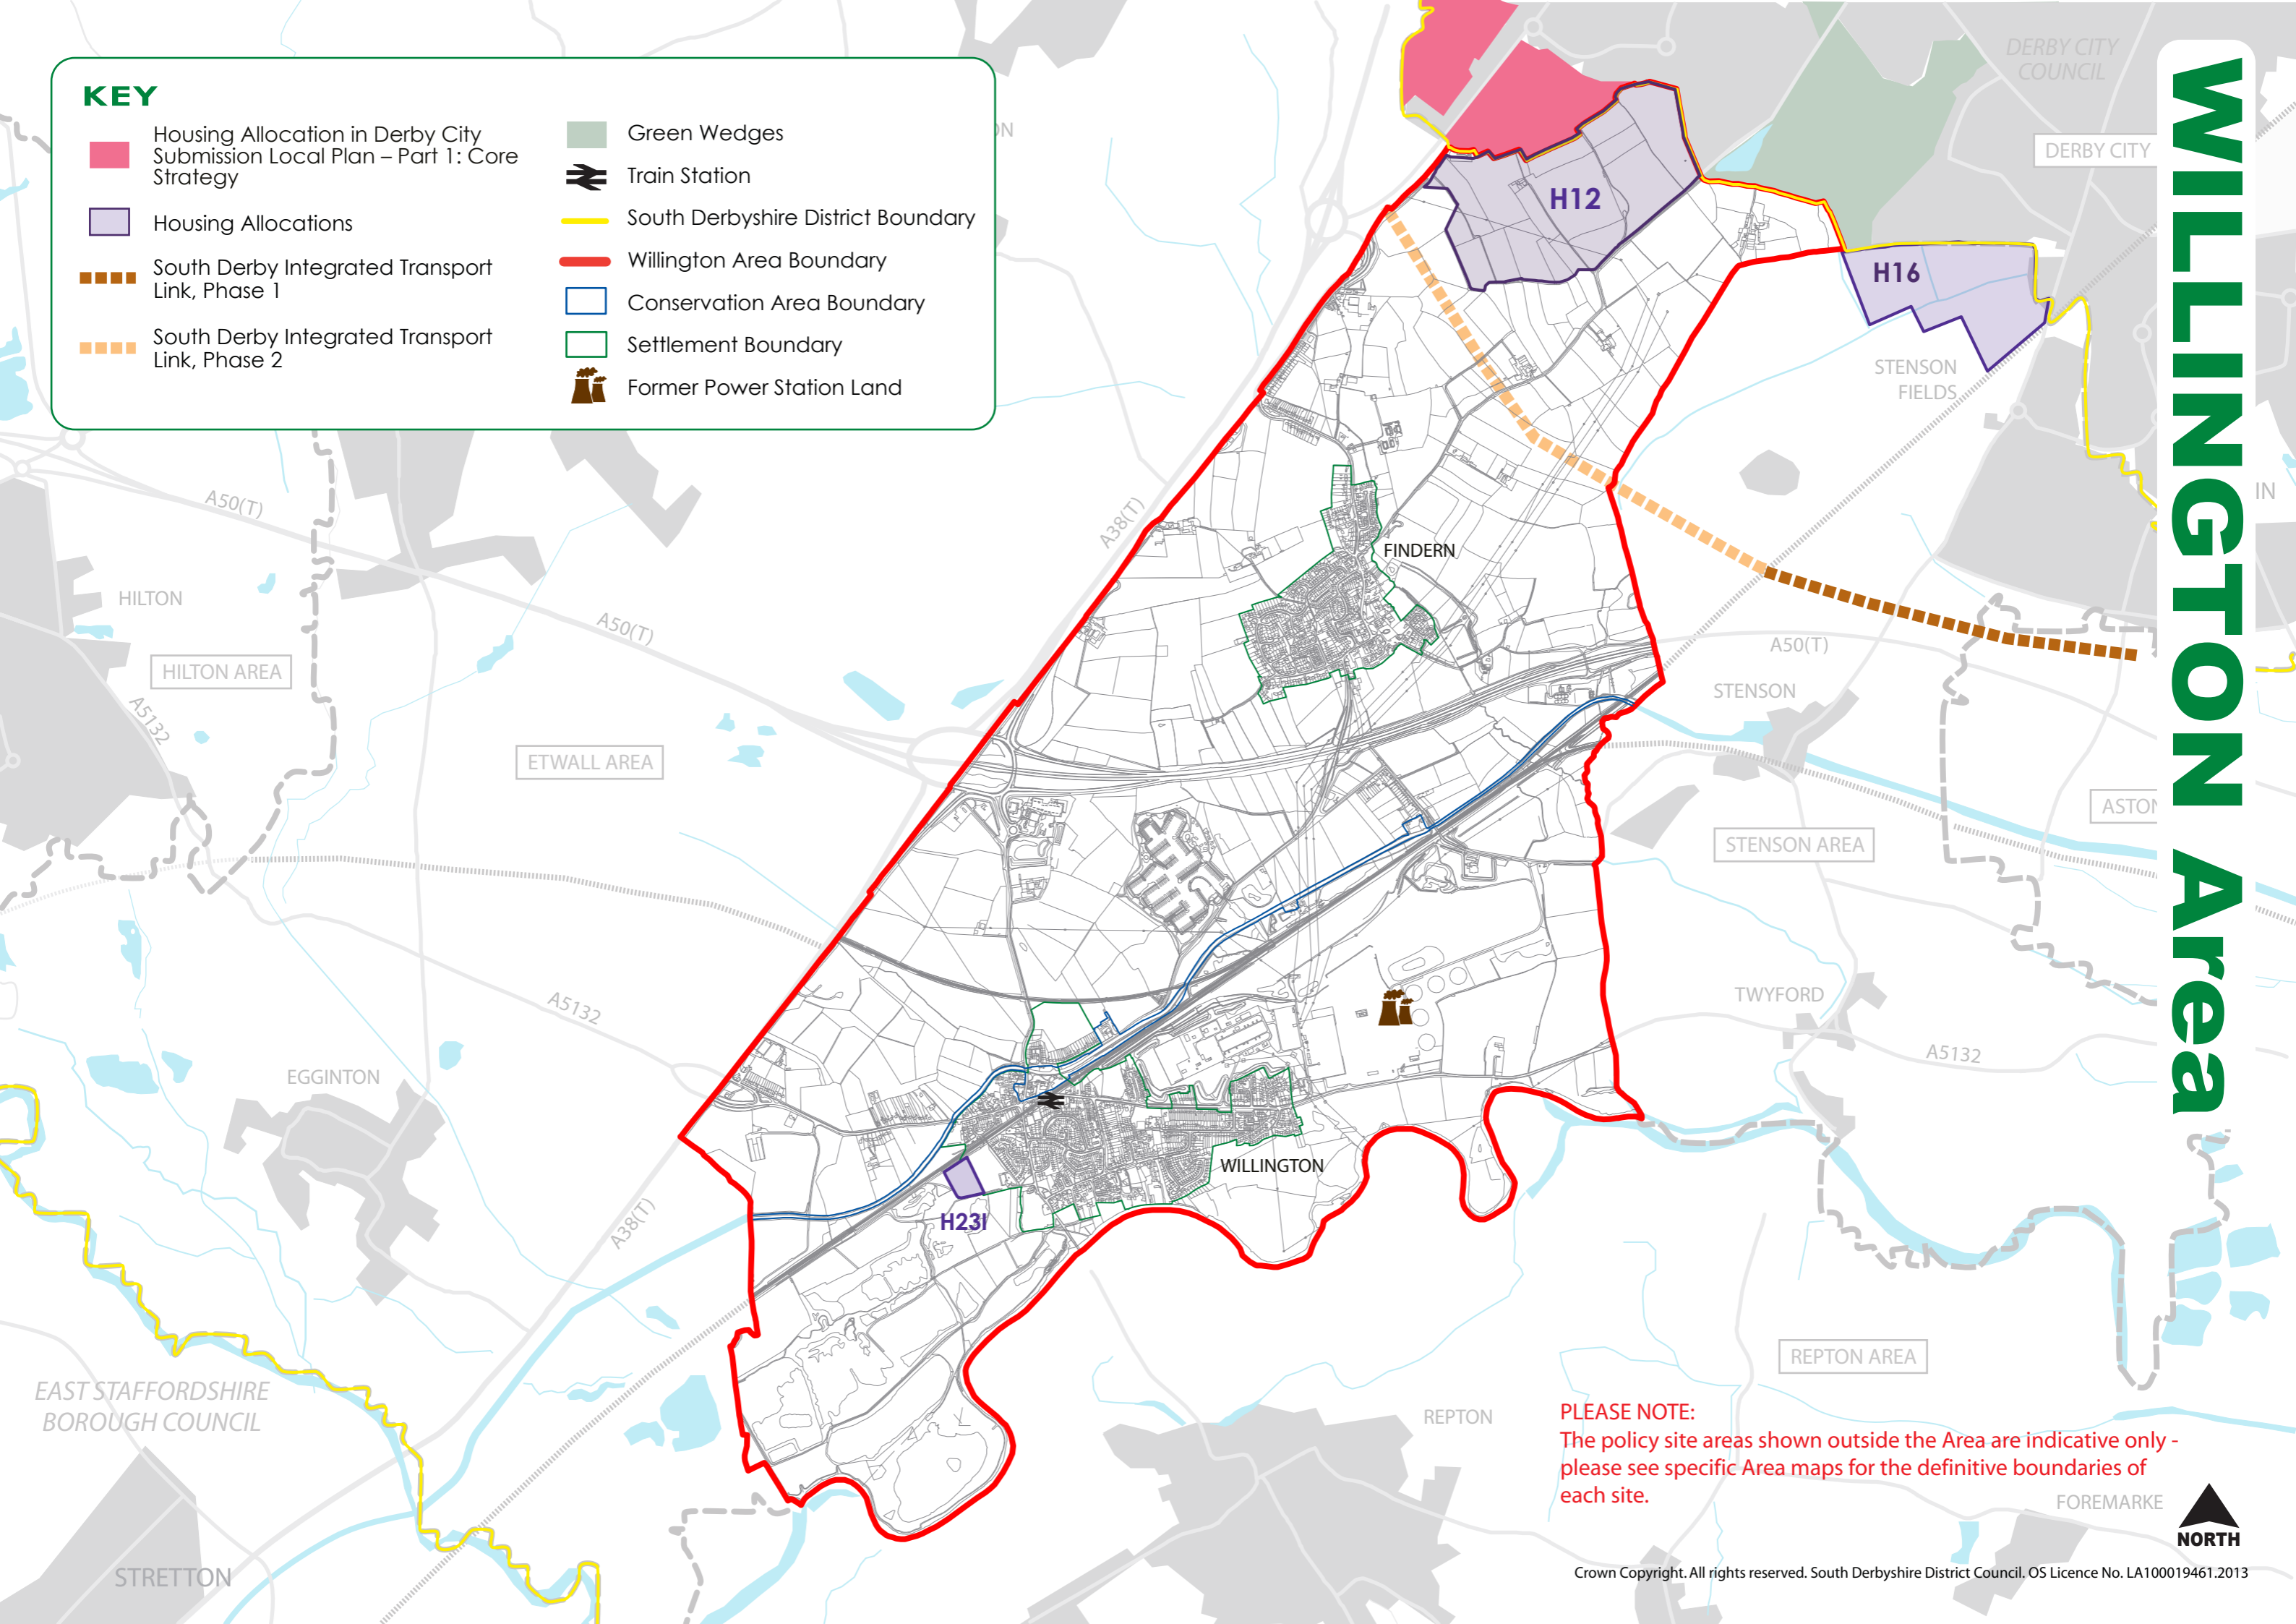 KEY
Housing Allocation in Derby City
Submission Local Plan – Part 1: Core
Strategy
Housing Allocations
South Derby Integrated Transport
Link, Phase 1
South Derby Integrated Transport
Link, Phase 2
Green Wedges
Train Station
South Derbyshire District Boundary
Willington Area Boundary
Conservation Area Boundary
Settlement Boundary
Former Power Station Land
WILLINGTON Area
DERBY CITY
COUNCIL
DERBY CITY
H12
H16
STENSON
FIELDS
A50(T)
A38(T)
FINDERN
HILTON
A50(T)
HILTON AREA
A5132
A50(T)
STENSON
ETWALL AREA
ASTON
STENSON AREA
TWYFORD
A5132
A5132
EGGINTON
WILLINGTON
H23I
A38(T)
REPTON AREA
EAST STAFFORDSHIRE
BOROUGH COUNCIL
REPTON
PLEASE NOTE:
The policy site areas shown outside the Area are indicative only -
please see specific Area maps for the definitive boundaries of
each site.
FOREMARKE
NORTH
STRETTON
Crown Copyright. All rights reserved. South Derbyshire District Council. OS Licence No. LA100019461.2013